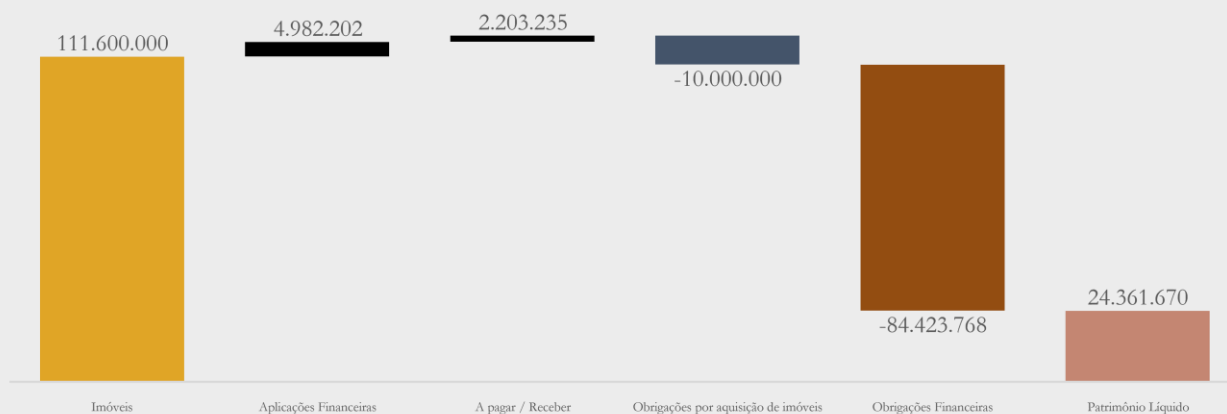 111.600.000
4.982.202
2.203.235
-10.000.000
-84.423.768
24.361.670
Imóveis
Aplicações Financeiras
A pagar / Receber
Obrigações por aquisição de imóveis
Obrigações Financeiras
Patrimônio Líquido